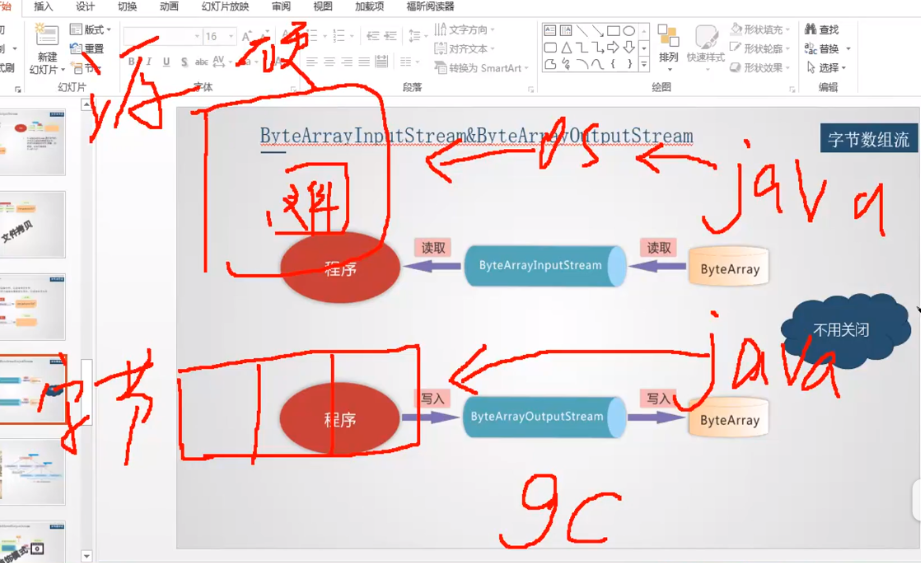 始 插入 设计 切换 动画 幻灯片放映 审阅 视图 加载项 福昕阅读器
新建
幻灯片
版式
重置
节
幻灯片
16
B I U S abc AV
字体
段落
文字方向
对齐文本
转换为 SmartArt
排列 快速样式
形状填充
形状轮廓
形状效果
绘图
查找
替换
选择
编辑
文件拷贝
源 硬
ByteArrayInputStream&ByteArrayOutputStream
字节数组流
os
java
文件
程序
读取
ByteArrayInputStream
读取
ByteArray
不用关闭
字节
java
程序
写入
ByteArrayOutputStream
写入
ByteArray
gc